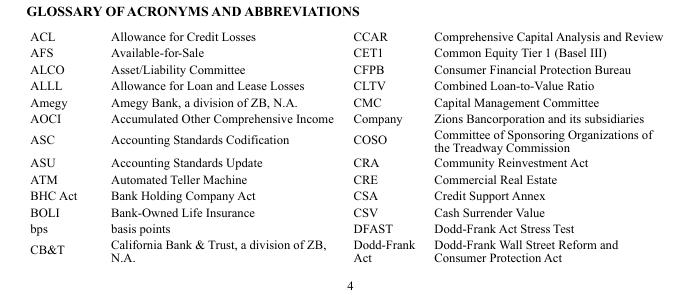 GLOSSARY OF ACRONYMS AND ABBREVIATIONS
ACL Allowance for Credit Losses CCAR Comprehensive Capital Analysis and Review
AFS Available-for-Sale CET1 Common Equity Tier 1 (Basel III)
ALCO Asset/Liability Committee CFPB Consumer Financial Protection Bureau
ALLL Allowance for Loan and Lease Losses CLTV Combined Loan-to-Value Ratio
Amegy Amegy Bank, a division of ZB, N.A. CMC Capital Management Committee
AOCI Accumulated Other Comprehensive Income Company Zions Bancorporation and its subsidiaries
ASC Accounting Standards Codification COSO Committee of Sponsoring Organizations of
the Treadway Commission
ASU Accounting Standards Update CRA Community Reinvestment Act
ATM Automated Teller Machine CRE Commercial Real Estate
BHC Act Bank Holding Company Act CSA Credit Support Annex
BOLI Bank-Owned Life Insurance CSV Cash Surrender Value
bps basis points DFAST Dodd-Frank Act Stress Test
CB&T California Bank & Trust, a division of ZB, Dodd-Frank Dodd-Frank Wall Street Reform and
N.A. Act Consumer Protection Act
4